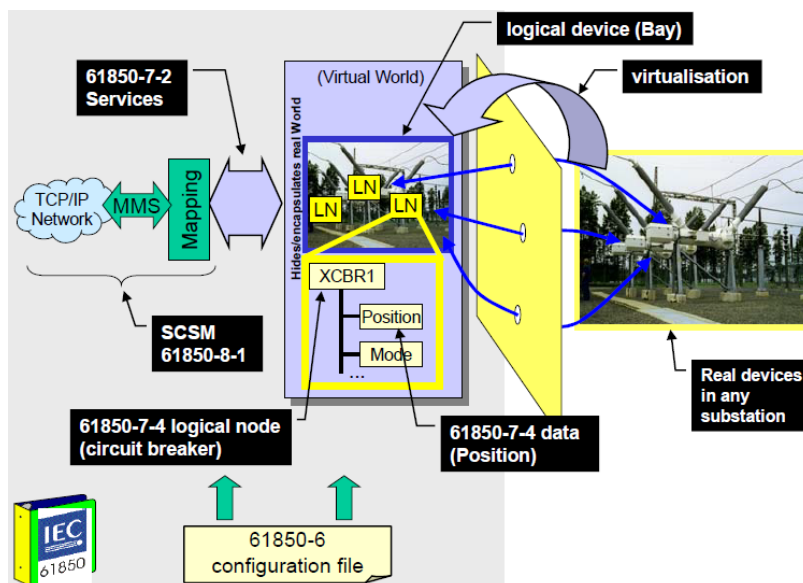 logical device (Bay)
61850-7-2
Services
(Virtual World)
virtualisation
Hides/encapsulates real World
TCP/IP
Network
MMS
Mapping
LN
LN
LN
XCBR1
Position
Mode
...
SCSM
61850-8-1
Real devices
in any
substation
61850-7-4 logical node
(circuit breaker)
61850-7-4 data
(Position)
IEC
61850
61850-6
configuration file